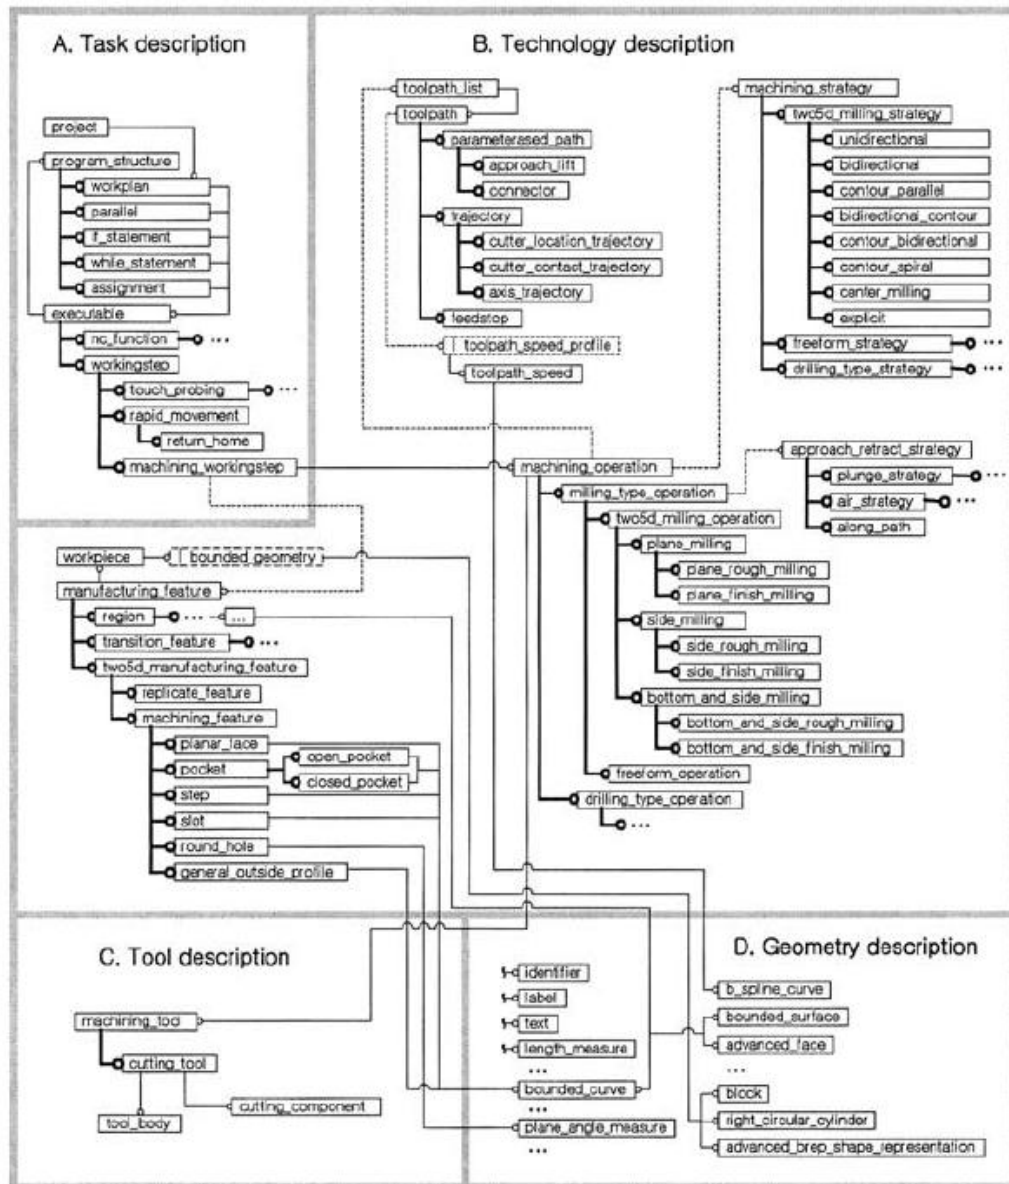 A. Task description
project
program_structure
workplan
parallel
if_statement
while_statement
assignment
executable
nc_function
...
workingstep
touch_probing
...
rapid_movement
return_home
machining_workingstep
B. Technology description
toolpath_list
toolpath
parameterased_path
approach_lift
connector
trajectory
cutter_location_trajectory
cutter_contact_trajectory
axis_trajectory
feedstop
toolpath_speed_profile
toolpath_speed
machining_strategy
two5d_milling_strategy
unidirectional
bidirectional
contour_parallel
bidirectional_contour
contour_bidirectional
contour_spiral
center_milling
explicit
freeform_strategy
...
drilling_type_strategy
...
machining_operation
milling_type_operation
two5d_milling_operation
plane_milling
plane_rough_milling
plane_finish_milling
side_milling
side_rough_milling
side_finish_milling
bottom_and_side_milling
bottom_and_side_rough_milling
bottom_and_side_finish_milling
freeform_operation
drilling_type_operation
...
approach_retract_strategy
plunge_strategy
...
air_strategy
...
along_path
workpiece
bounded_geometry
manufacturing_feature
region
...
...
transition_feature
...
two5d_manufacturing_feature
replicate_feature
machining_feature
planar_face
pocket
open_pocket
closed_pocket
step
slot
round_hole
general_outside_profile
C. Tool description
machining_tool
cutting_tool
tool_body
cutting_component
D. Geometry description
identifier
label
text
length_measure
...
bounded_curve
...
plane_angle_measure
...
b_spline_curve
bounded_surface
advanced_face
...
block
right_circular_cylinder
advanced_brep_shape_representation